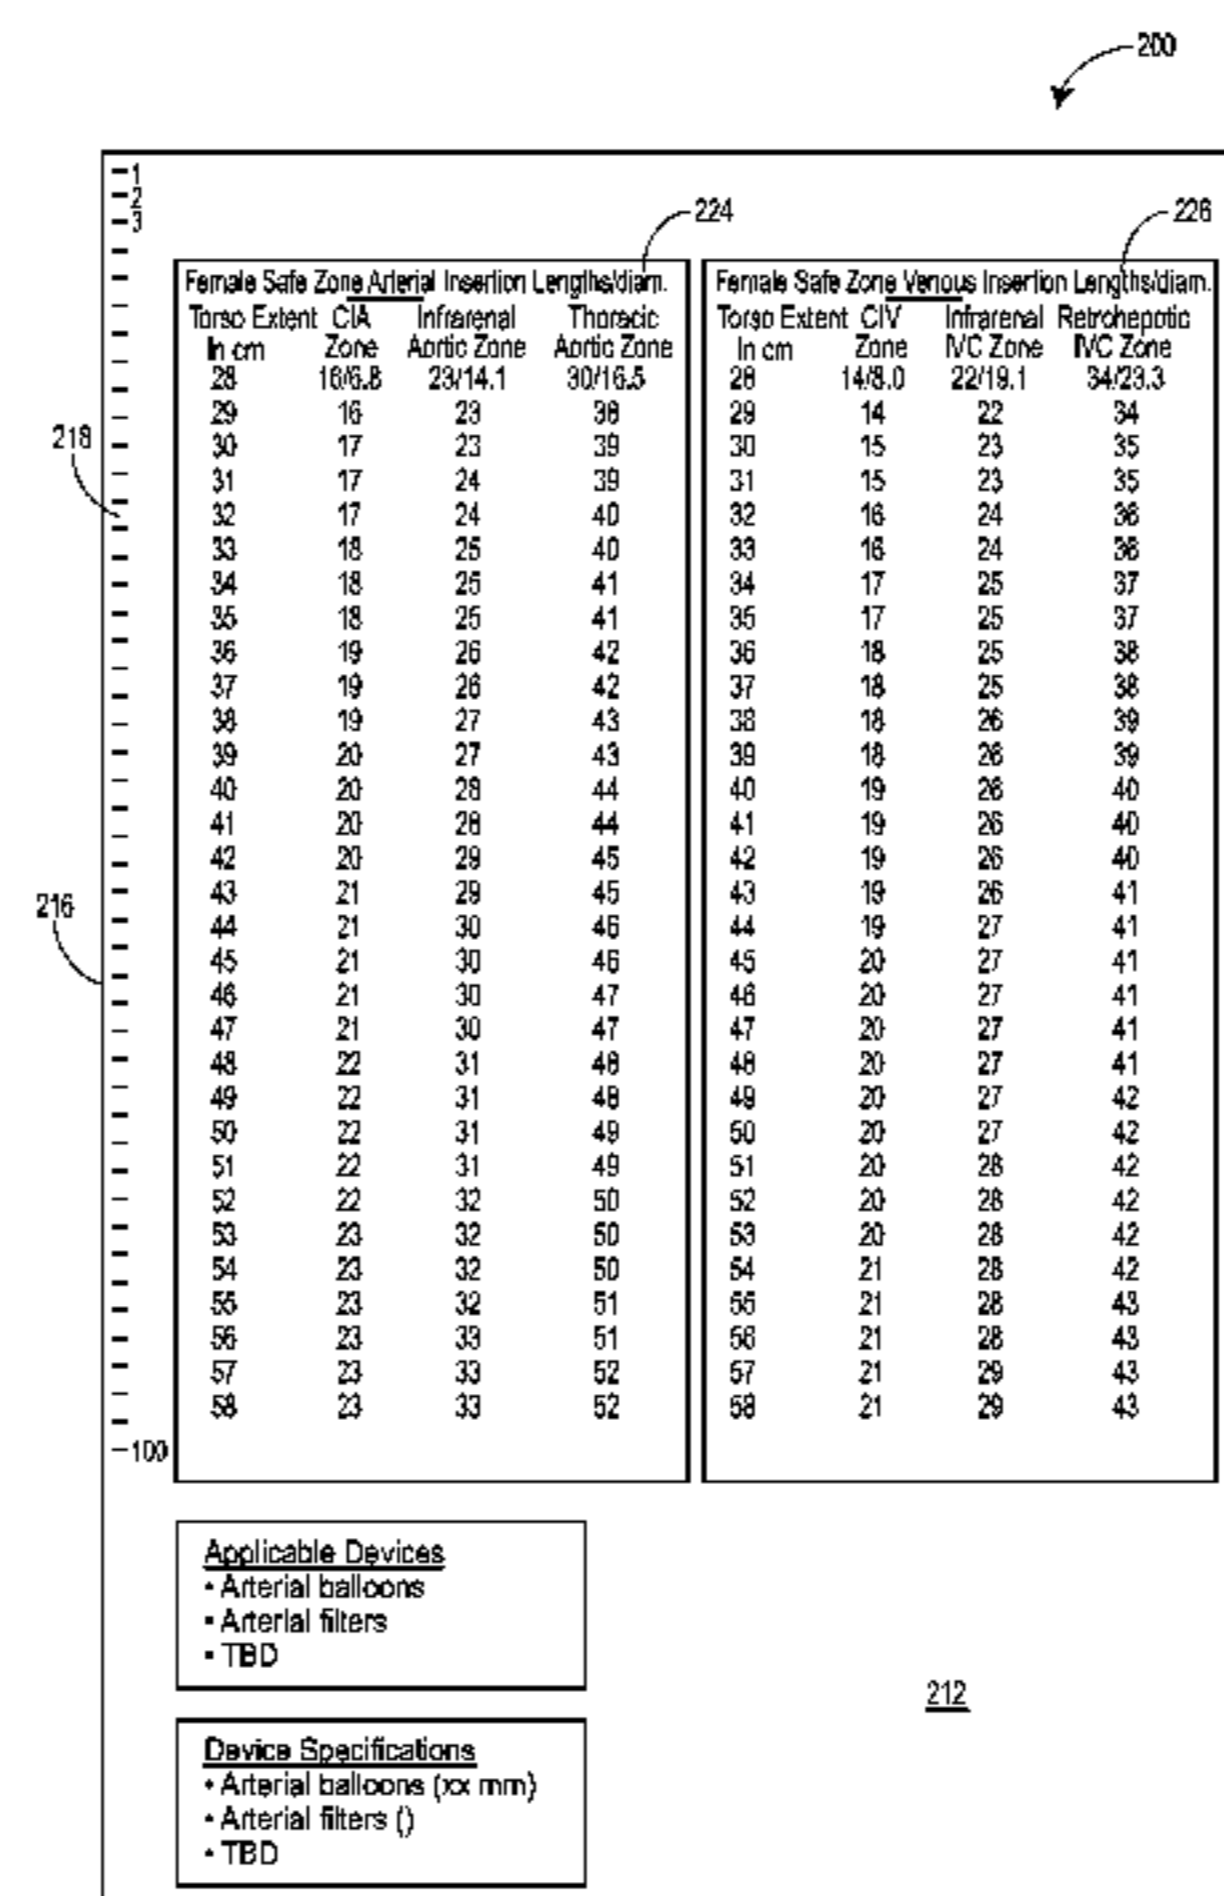 200
1
2
3
224
226
Female Safe Zone Arterial Insertion Lengths/diam.
Torso Extent CIA Infrarenal Thoracic
In cm Zone Aortic Zone Aortic Zone
28 16/6.8 23/14.1 30/16.5
29 16 23 38
30 17 23 39
31 17 24 39
32 17 24 40
33 18 25 40
34 18 25 41
35 18 25 41
36 19 26 42
37 19 26 42
38 19 27 43
39 20 27 43
40 20 28 44
41 20 28 44
42 20 29 45
43 21 29 45
44 21 30 46
45 21 30 46
46 21 30 47
47 21 30 47
48 22 31 48
49 22 31 48
50 22 31 49
51 22 31 49
52 22 32 50
53 23 32 50
54 23 32 50
55 23 32 51
56 23 33 51
57 23 33 52
58 23 33 52
Female Safe Zone Venous Insertion Lengths/diam.
Torso Extent CIV Infrarenal Retrohepatic
In cm Zone IVC Zone IVC Zone
28 14/8.0 22/19.1 34/23.3
29 14 22 34
30 15 23 35
31 15 23 35
32 16 24 36
33 16 24 36
34 17 25 37
35 17 25 37
36 18 25 38
37 18 25 38
38 18 26 39
39 18 26 39
40 19 26 40
41 19 26 40
42 19 26 40
43 19 26 41
44 19 27 41
45 20 27 41
46 20 27 41
47 20 27 41
48 20 27 41
49 20 27 42
50 20 27 42
51 20 28 42
52 20 28 42
53 20 28 42
54 21 28 42
55 21 28 43
56 21 28 43
57 21 29 43
58 21 29 43
218
216
100
Applicable Devices
• Arterial balloons
• Arterial filters
• TBD
212
Device Specifications
• Arterial balloons (xx mm)
• Arterial filters ()
• TBD